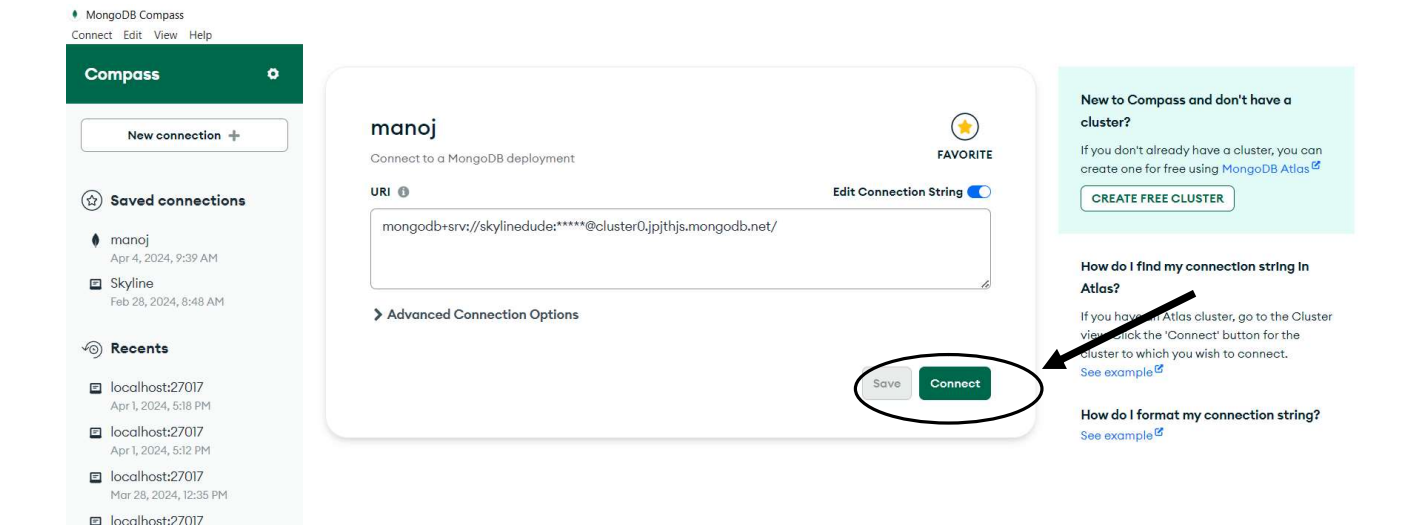 MongoDB Compass
Connect Edit View Help
Compass
New connection
Saved connections
manoj
Apr 4, 2024, 9:39 AM
Skyline
Feb 28, 2024, 8:48 AM
Recents
localhost:27017
Apr 1, 2024, 5:18 PM
localhost:27017
Apr 1, 2024, 5:12 PM
localhost:27017
Mar 28, 2024, 12:35 PM
localhost:27017
manoj
FAVORITE
Connect to a MongoDB deployment
URI
Edit Connection String
mongodb+srv://skylinedude:*****@cluster0.jpjthjs.mongodb.net/
Advanced Connection Options
Save Connect
New to Compass and don't have a
cluster?
If you don't already have a cluster, you can
create one for free using MongoDB Atlas
CREATE FREE CLUSTER
How do I find my connection string in
Atlas?
If you have an Atlas cluster, go to the Cluster
view. Click the 'Connect' button for the
cluster to which you wish to connect.
See example
How do I format my connection string?
See example